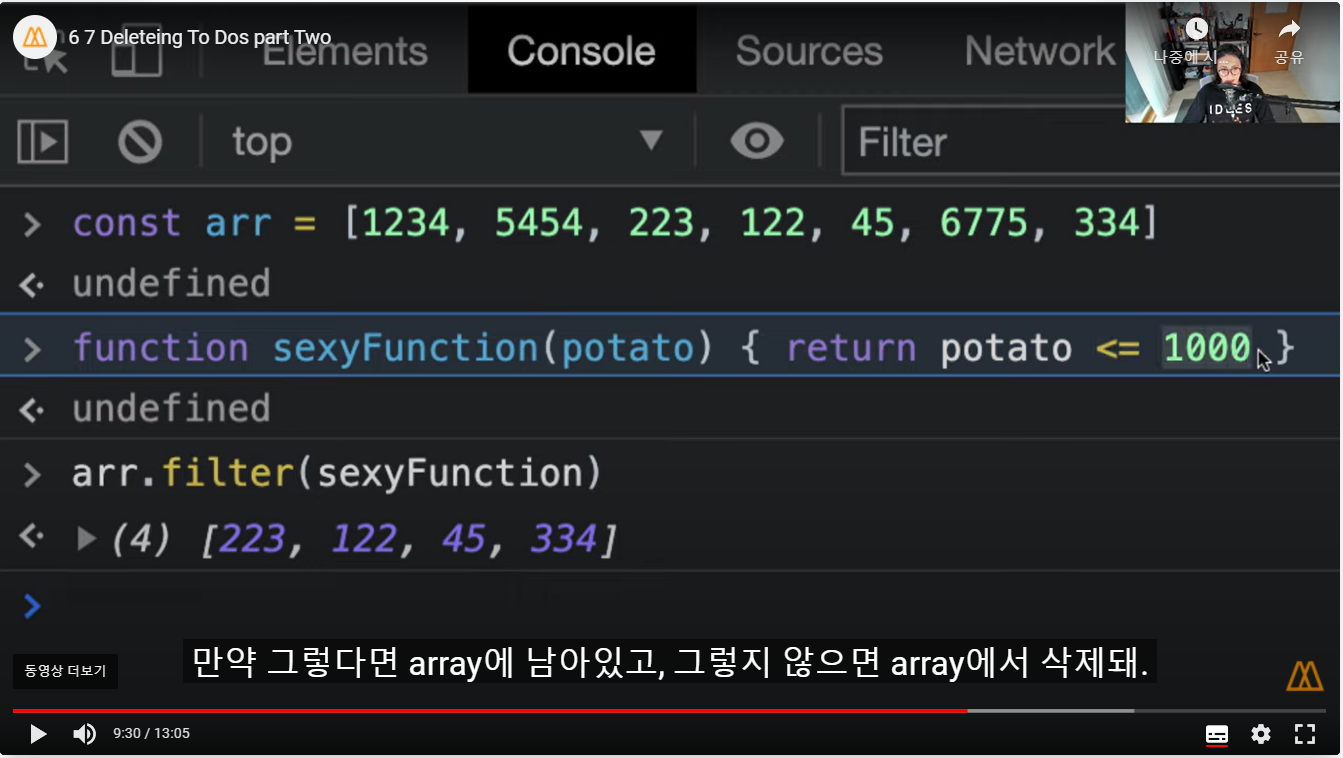 6 7 Deleteing To Dos part Two
Elements Console Sources Network
나중에 시... 공유
IDLES
top Filter
const arr = [1234, 5454, 223, 122, 45, 6775, 334]
undefined
function sexyFunction(potato) { return potato <= 1000 }
undefined
arr.filter(sexyFunction)
(4) [223, 122, 45, 334]
만약 그렇다면 array에 남아있고, 그렇지 않으면 array에서 삭제돼.
동영상 더보기
9:30 / 13:05